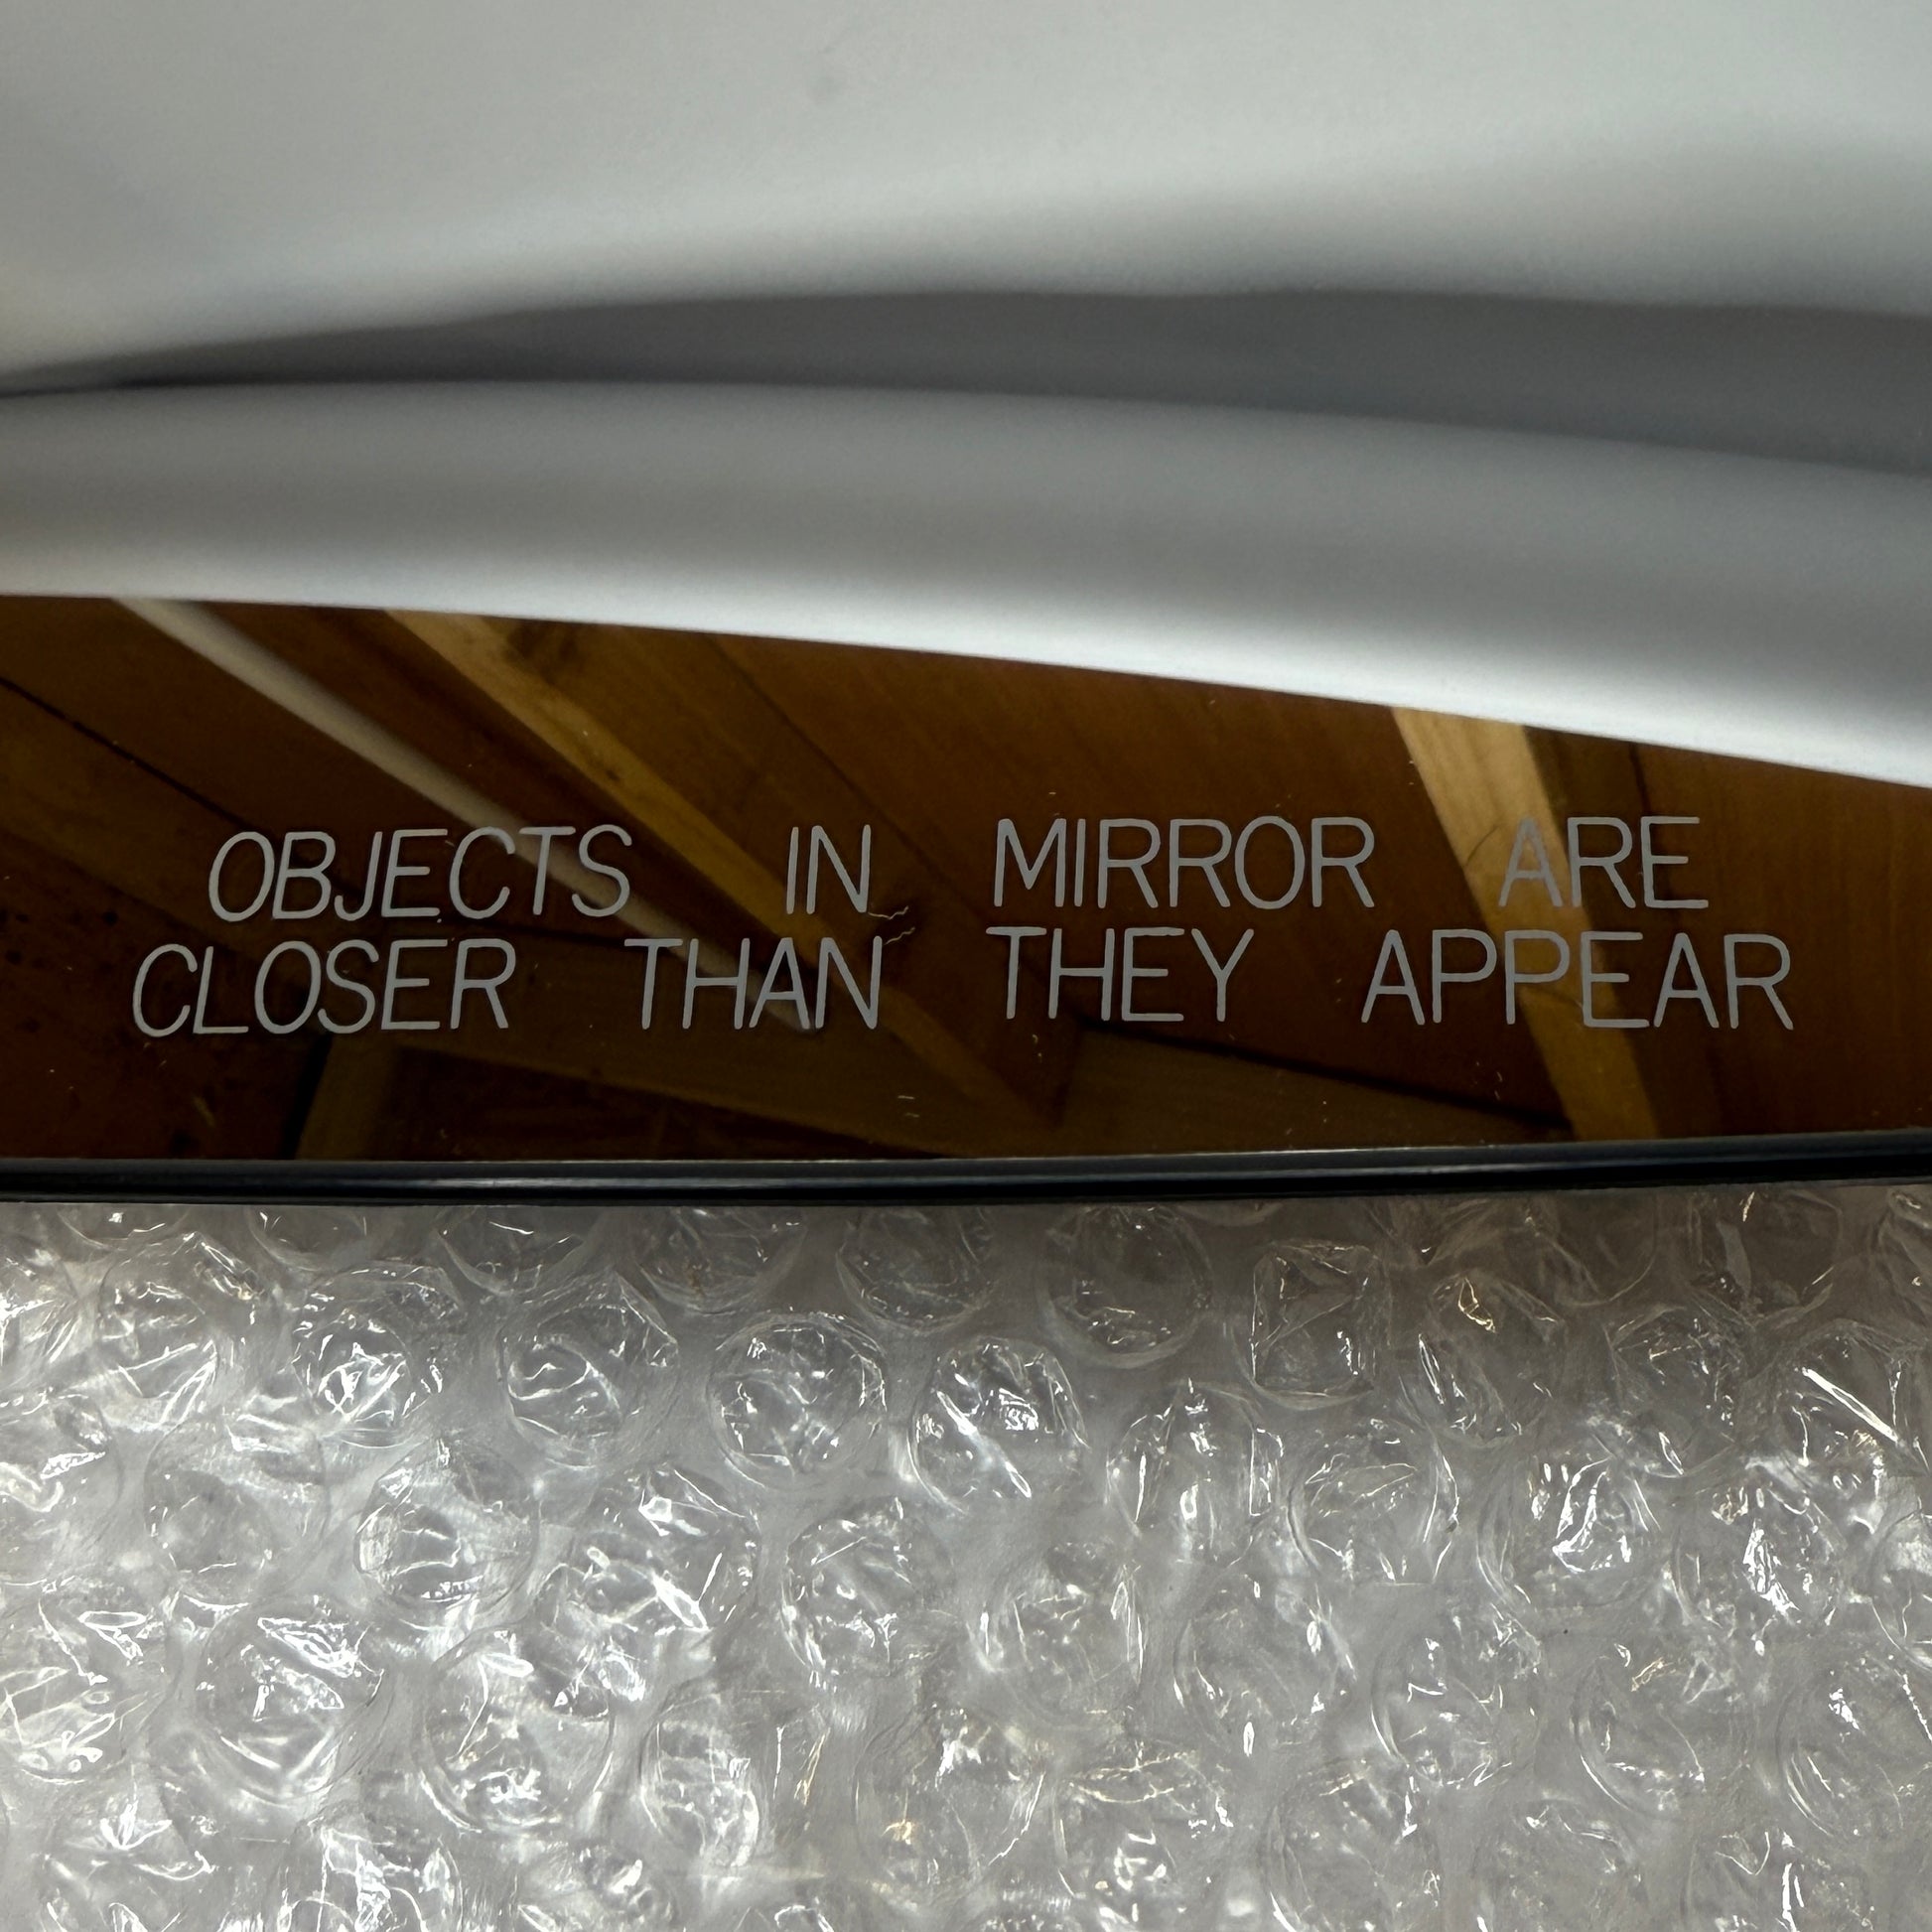 OBJECTS IN MIRROR ARE
CLOSER THAN THEY APPEAR